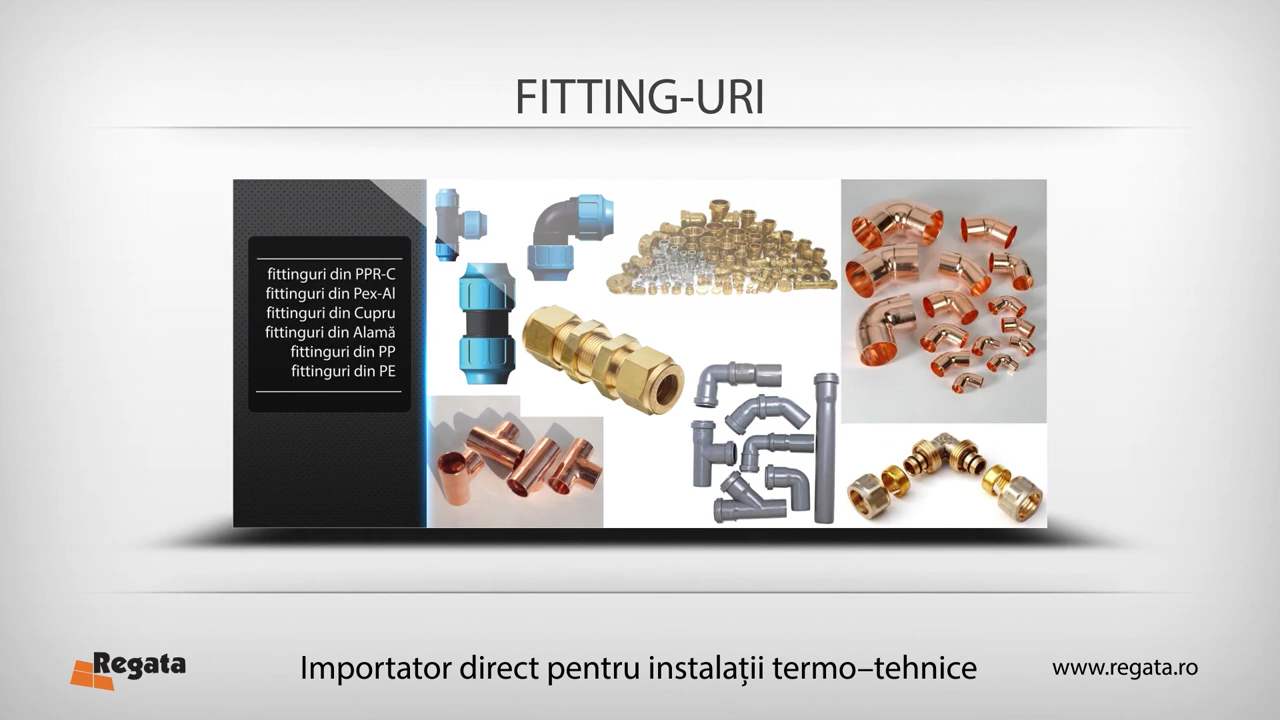 FITTING-URI
fittinguri din PPR-C
fittinguri din Pex-Al
fittinguri din Cupru
fittinguri din Alamă
fittinguri din PP
fittinguri din PE
Regata
Importator direct pentru instalații termo–tehnice
www.regata.ro